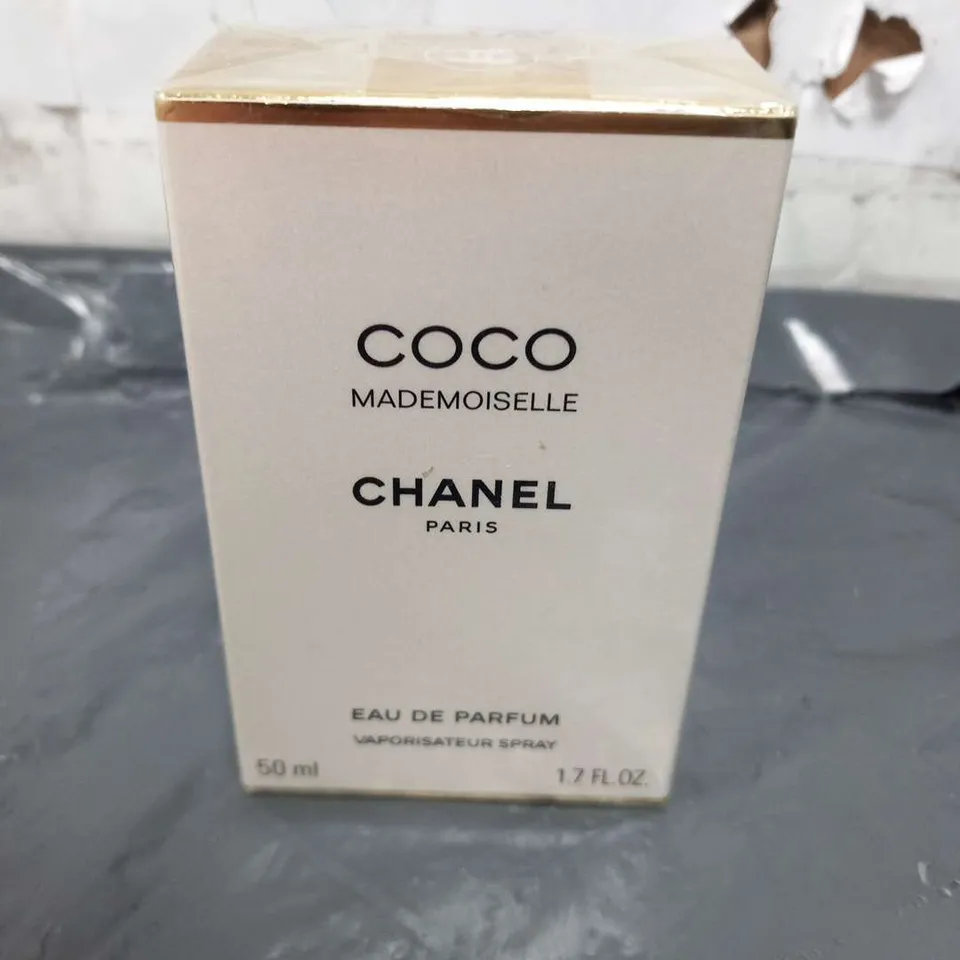 COCO
MADEMOISELLE
CHANEL
PARIS
EAU DE PARFUM
VAPORISATEUR SPRAY
50 ml
1.7 FL.OZ.